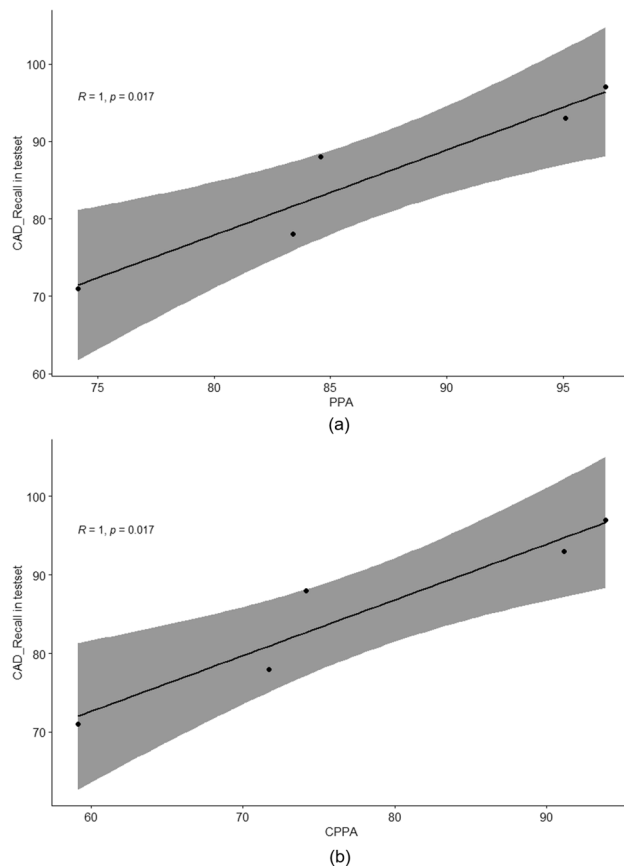 100
R = 1, p = 0.017
90
CAD_Recall in testset
80
70
60
75 80 85 90 95
PPA
(a)
100
R = 1, p = 0.017
90
CAD_Recall in testset
80
70
60 70 80 90
CPPA
(b)